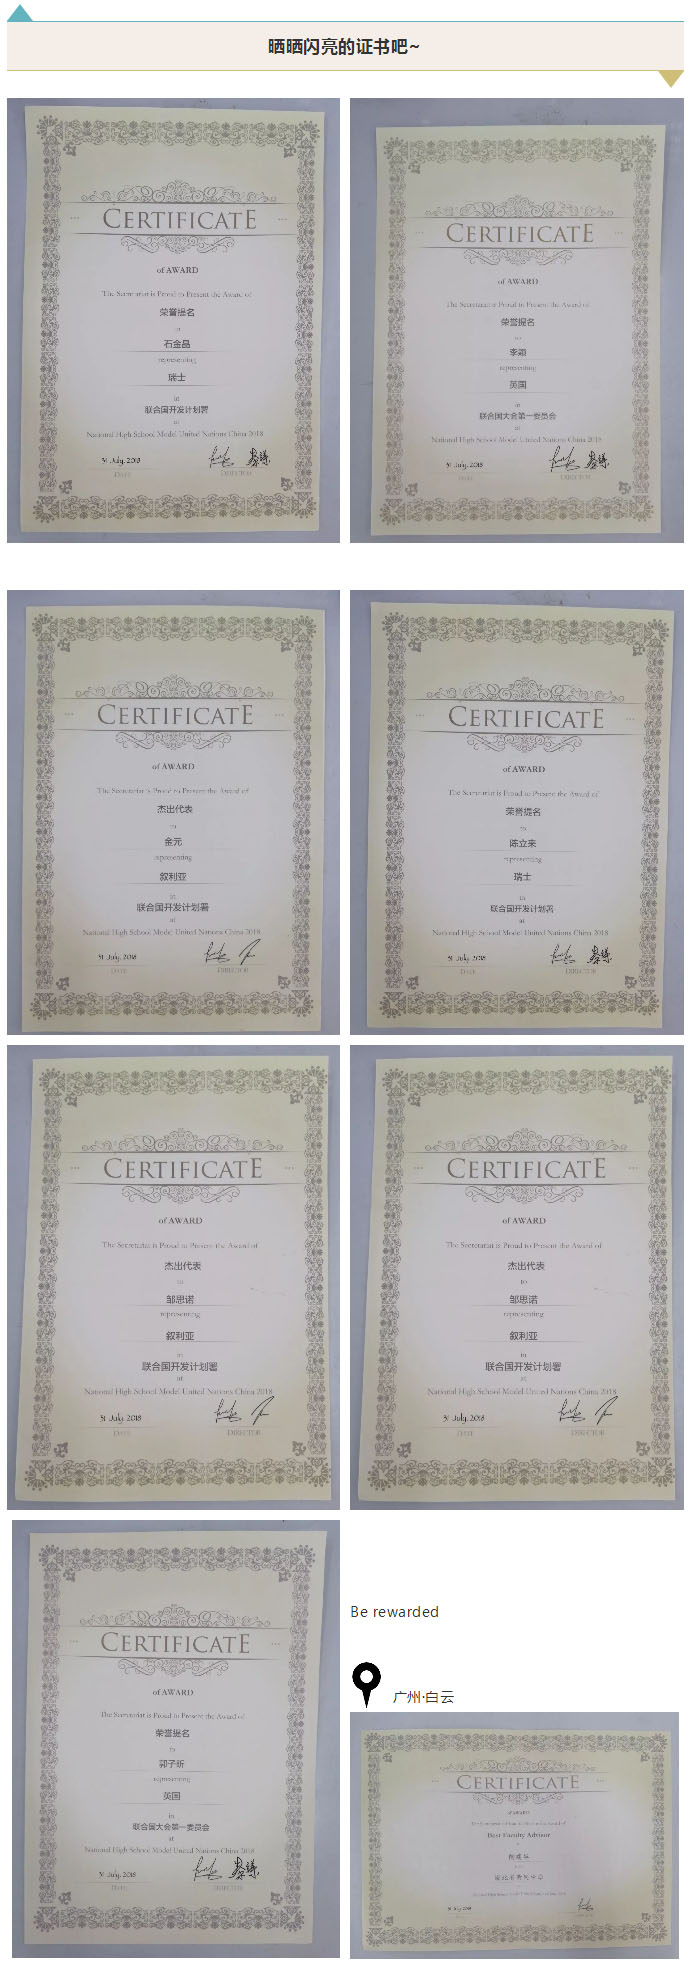 晒晒闪亮的证书吧~
CERTIFICATE
of AWARD
The Secretariat is Proud to Present the Award of
荣誉提名
to
石金晶
representing
瑞士
in
联合国开发计划署
at
National High School Model United Nations China 2018
31 July, 2018
DATE
DIRECTOR
CERTIFICATE
of AWARD
The Secretariat is Proud to Present the Award of
荣誉提名
to
李颖
representing
英国
in
联合国大会第一委员会
at
National High School Model United Nations China 2018
31 July, 2018
DATE
DIRECTOR
CERTIFICATE
of AWARD
The Secretariat is Proud to Present the Award of
杰出代表
to
金元
representing
叙利亚
in
联合国开发计划署
at
National High School Model United Nations China 2018
31 July, 2018
DATE
DIRECTOR
CERTIFICATE
of AWARD
The Secretariat is Proud to Present the Award of
荣誉提名
to
陈立来
representing
瑞士
in
联合国开发计划署
at
National High School Model United Nations China 2018
31 July, 2018
DATE
DIRECTOR
CERTIFICATE
of AWARD
The Secretariat is Proud to Present the Award of
杰出代表
to
邹思诺
representing
叙利亚
in
联合国开发计划署
at
National High School Model United Nations China 2018
31 July, 2018
DATE
DIRECTOR
CERTIFICATE
of AWARD
The Secretariat is Proud to Present the Award of
杰出代表
to
邹思诺
representing
叙利亚
in
联合国开发计划署
at
National High School Model United Nations China 2018
31 July, 2018
DATE
DIRECTOR
CERTIFICATE
of AWARD
The Secretariat is Proud to Present the Award of
荣誉提名
to
郭子昕
representing
英国
in
联合国大会第一委员会
at
National High School Model United Nations China 2018
31 July, 2018
DATE
DIRECTOR
Be rewarded
广州·白云
CERTIFICATE
of AWARD
The Secretariat is Proud to Present the Award of
Best Faculty Advisor
31 July, 2018